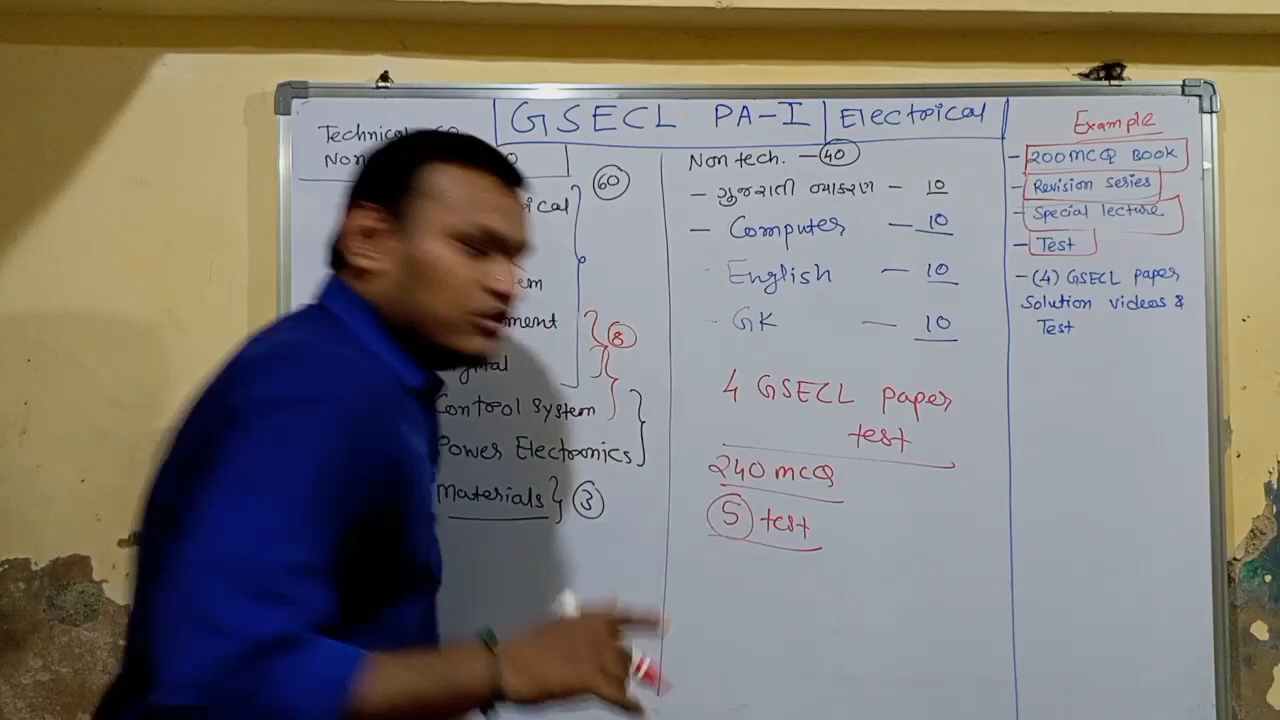 GSECL PA-I Electrical
Technical 60
Non
60
ical
em
ment
8
gital
Control System
Power Electronics
Materials 3
Non tech. - 40
- ગુજરાતી વ્યાકરણ - 10
- Computer - 10
- English - 10
- GK - 10
4 GSECL paper
test
240 mcq
5 test
Example
- 200 MCQ BOOK
- Revision series
- Special lecture
- Test
- (4) GSECL paper
Solution videos &
Test